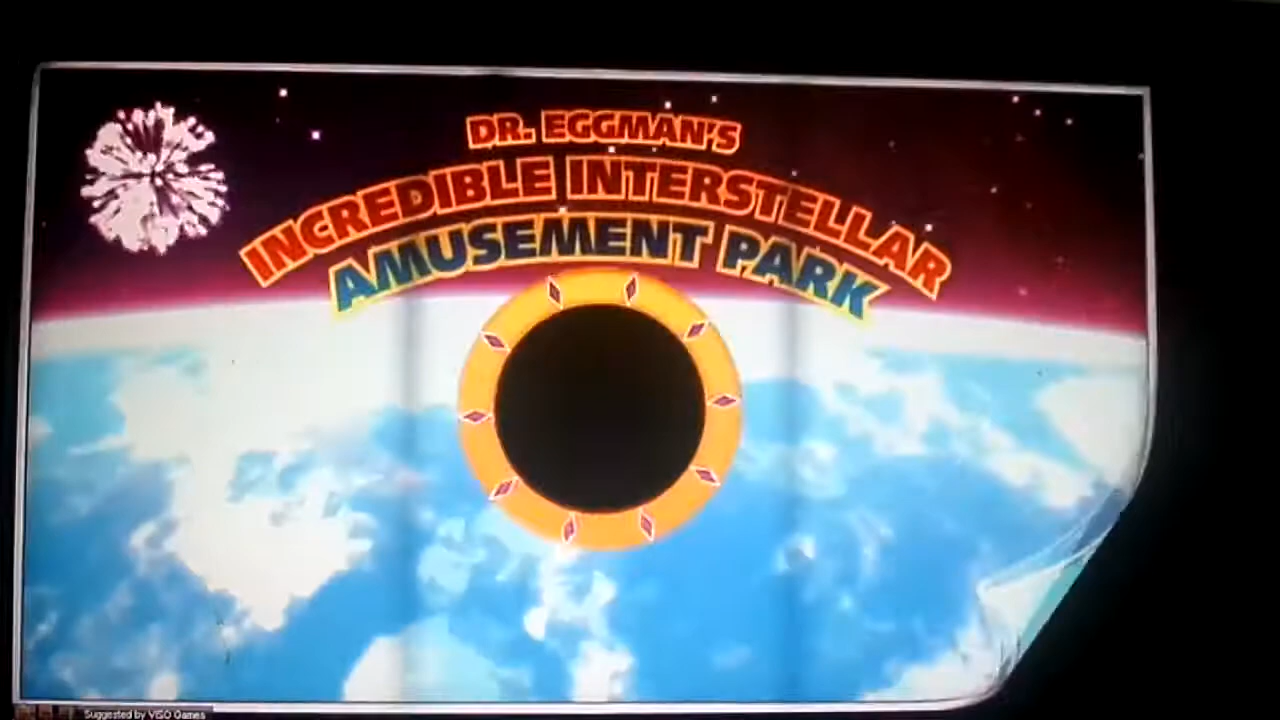 DR. EGGMAN'S
INCREDIBLE INTERSTELLAR
AMUSEMENT PARK
Suggested by VISO Games